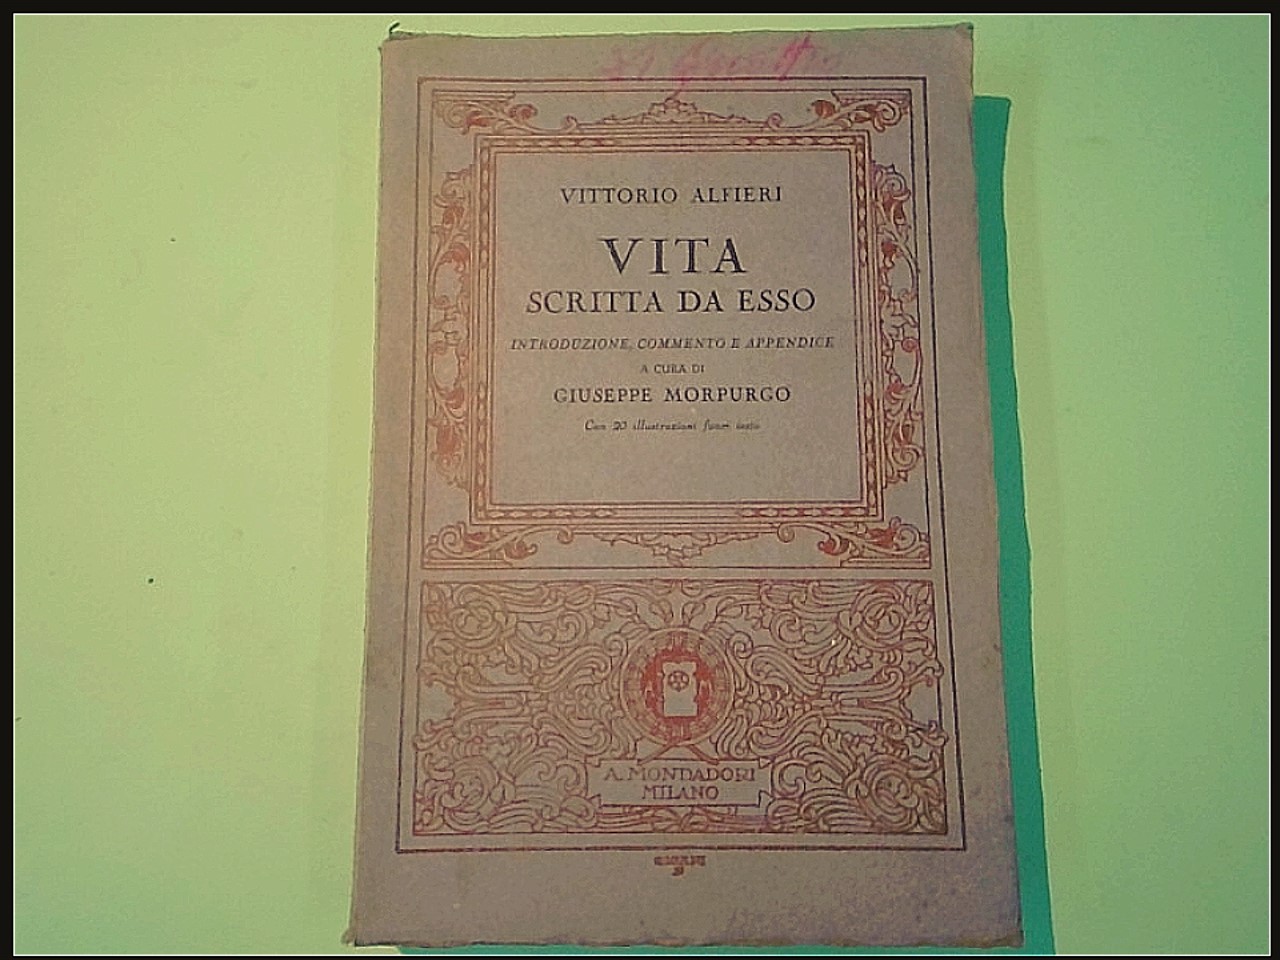 VITTORIO ALFIERI
VITA
SCRITTA DA ESSO
INTRODUZIONE, COMMENTO E APPENDICE
A CURA DI
GIUSEPPE MORPURGO
Con 20 illustrazioni fuori testo
A. MONDADORI
MILANO